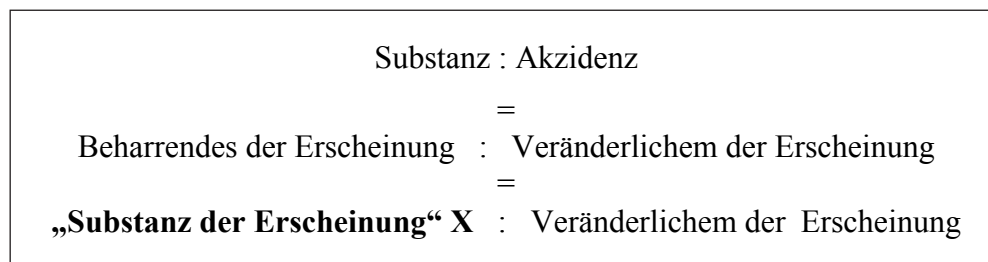 Substanz : Akzidenz
=
Beharrendes der Erscheinung : Veränderlichem der Erscheinung
=
„Substanz der Erscheinung“ X : Veränderlichem der Erscheinung